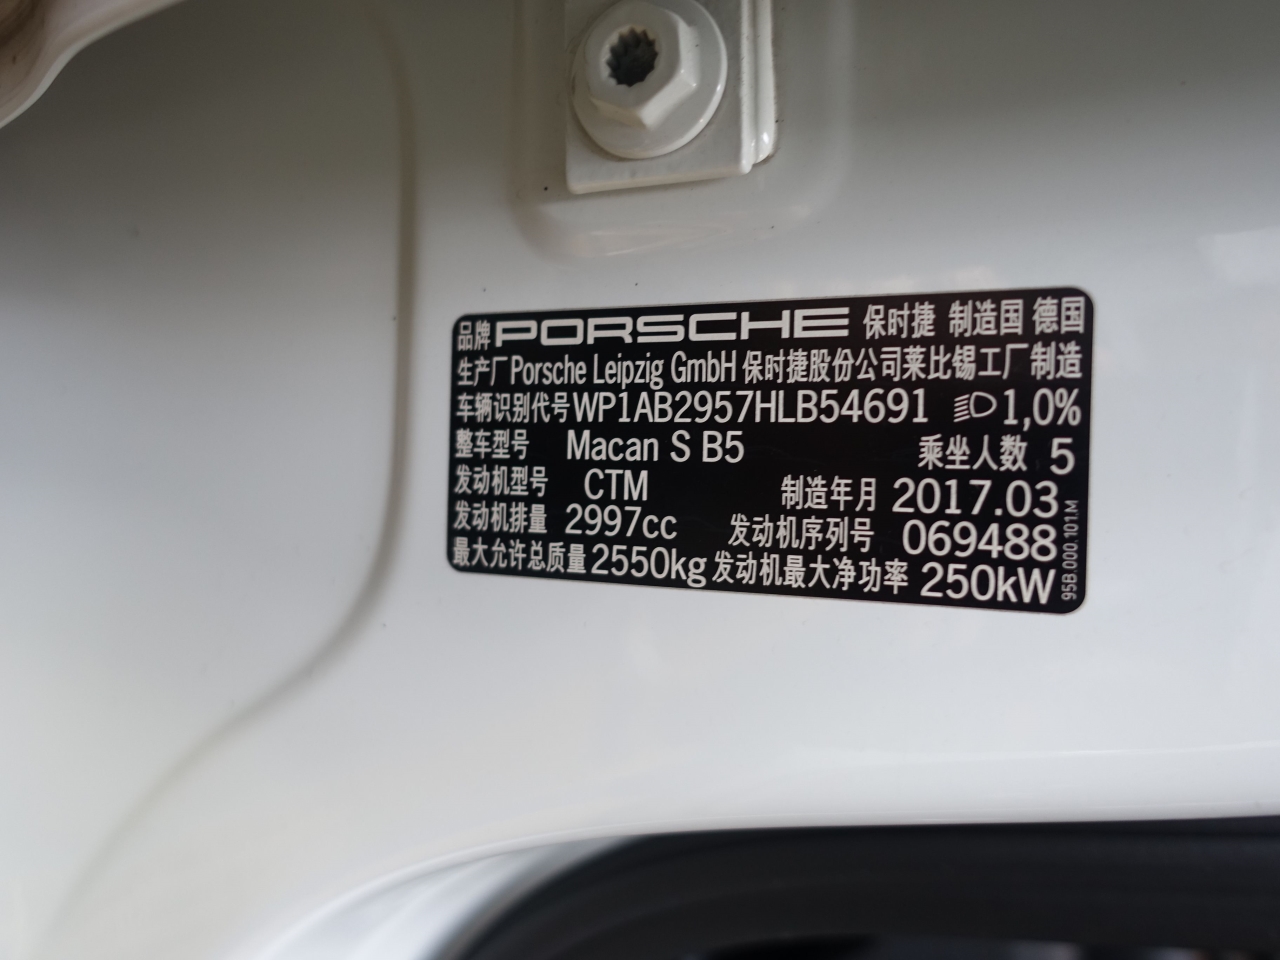 品牌 PORSCHE 保时捷 制造国 德国
生产厂 Porsche Leipzig GmbH 保时捷股份公司莱比锡工厂制造
车辆识别代号 WP1AB2957HLB54691 1,0%
整车型号 Macan S B5 乘坐人数 5
发动机型号 CTM 制造年月 2017.03
发动机排量 2997cc 发动机序列号 069488
最大允许总质量 2550kg 发动机最大净功率 250kW
95B.000.101.M